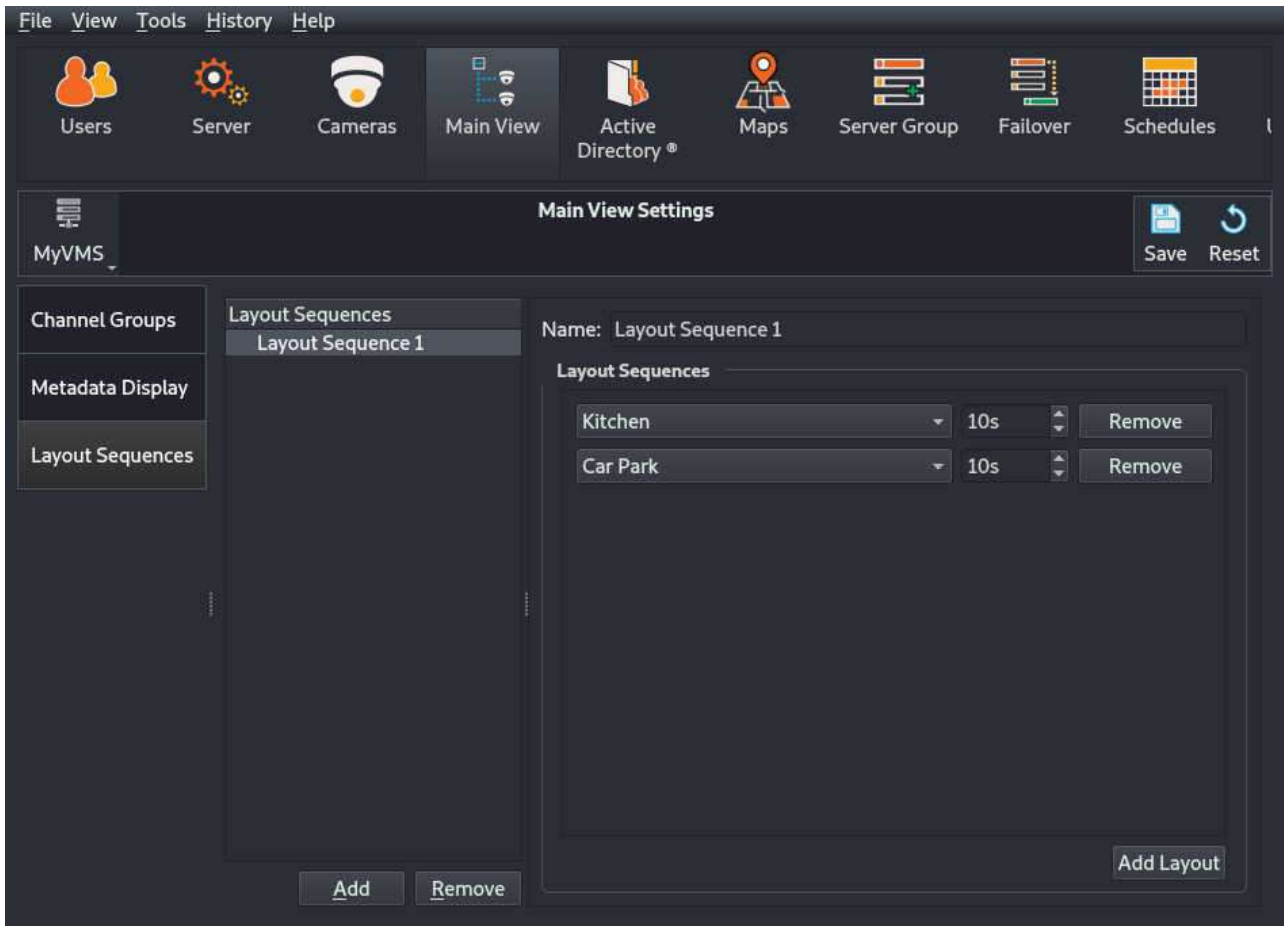 File View Tools History Help
Users Server Cameras Main View Active Directory ® Maps Server Group Failover Schedules
MyVMS
Main View Settings
Save Reset
Channel Groups
Metadata Display
Layout Sequences
Layout Sequences
Layout Sequence 1
Add Remove
Name: Layout Sequence 1
Layout Sequences
Kitchen 10s Remove
Car Park 10s Remove
Add Layout